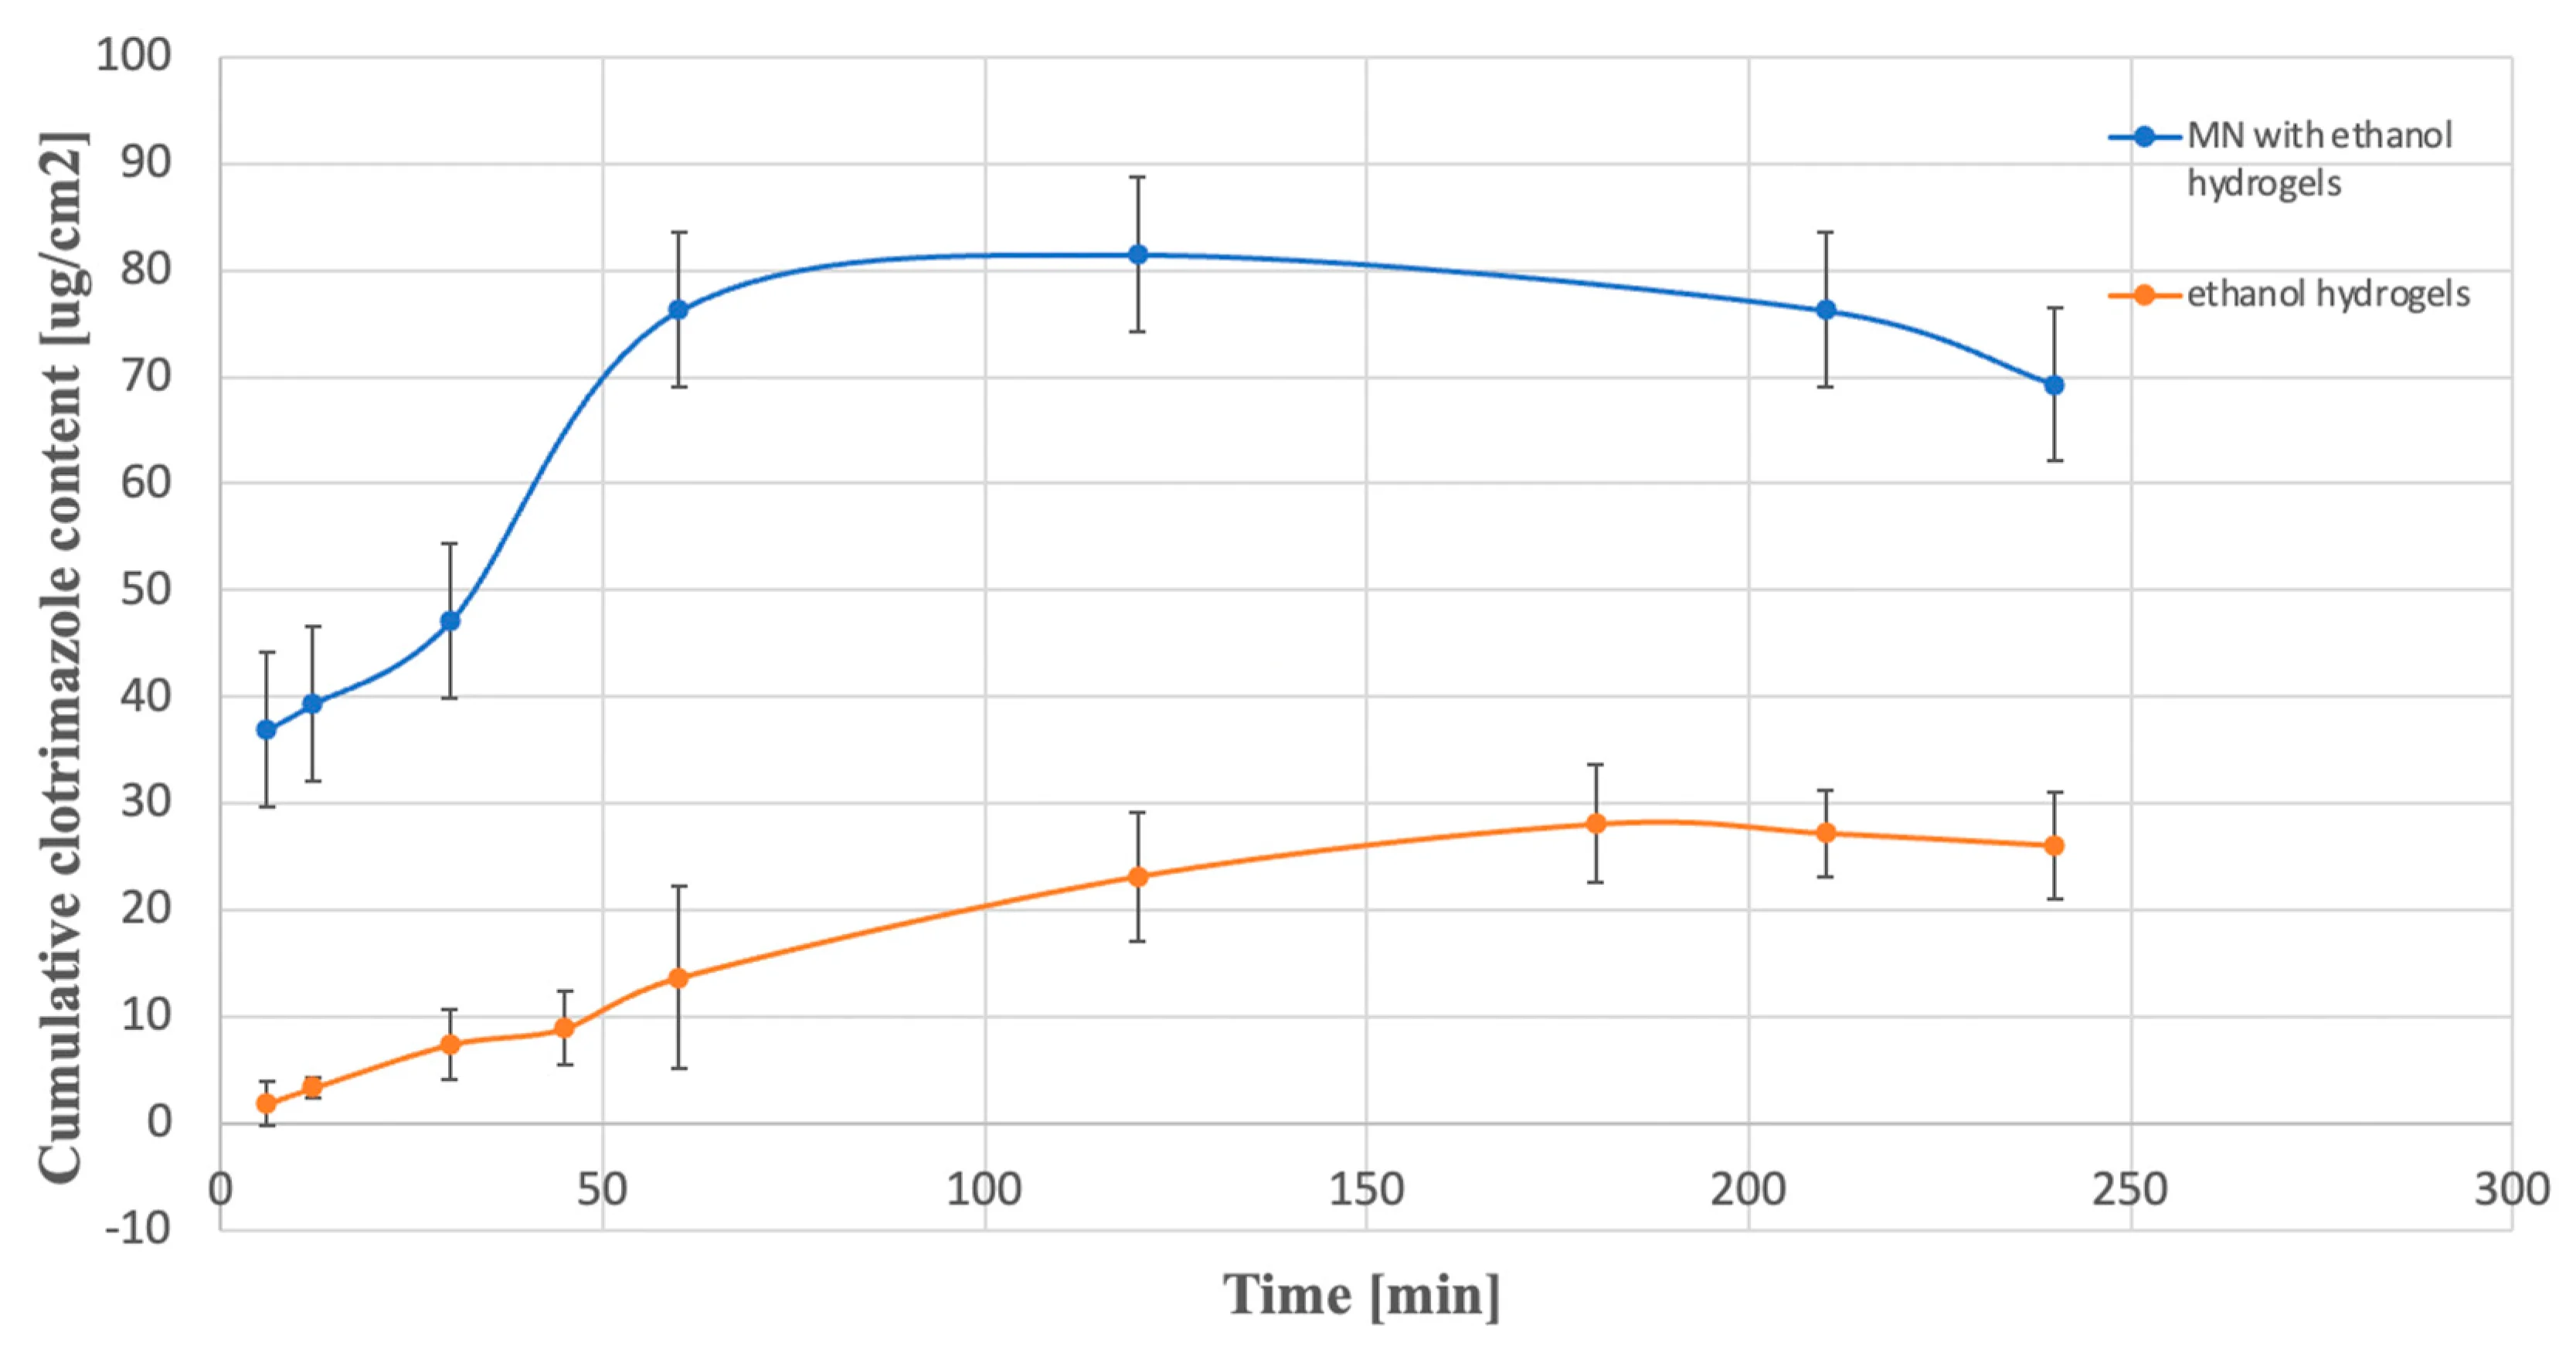 100
90
80
70
60
50
40
30
20
10
0
-10
Cumulative clotrimazole content [ug/cm2]
MN with ethanol
hydrogels
ethanol hydrogels
0 50 100 150 200 250 300
Time [min]